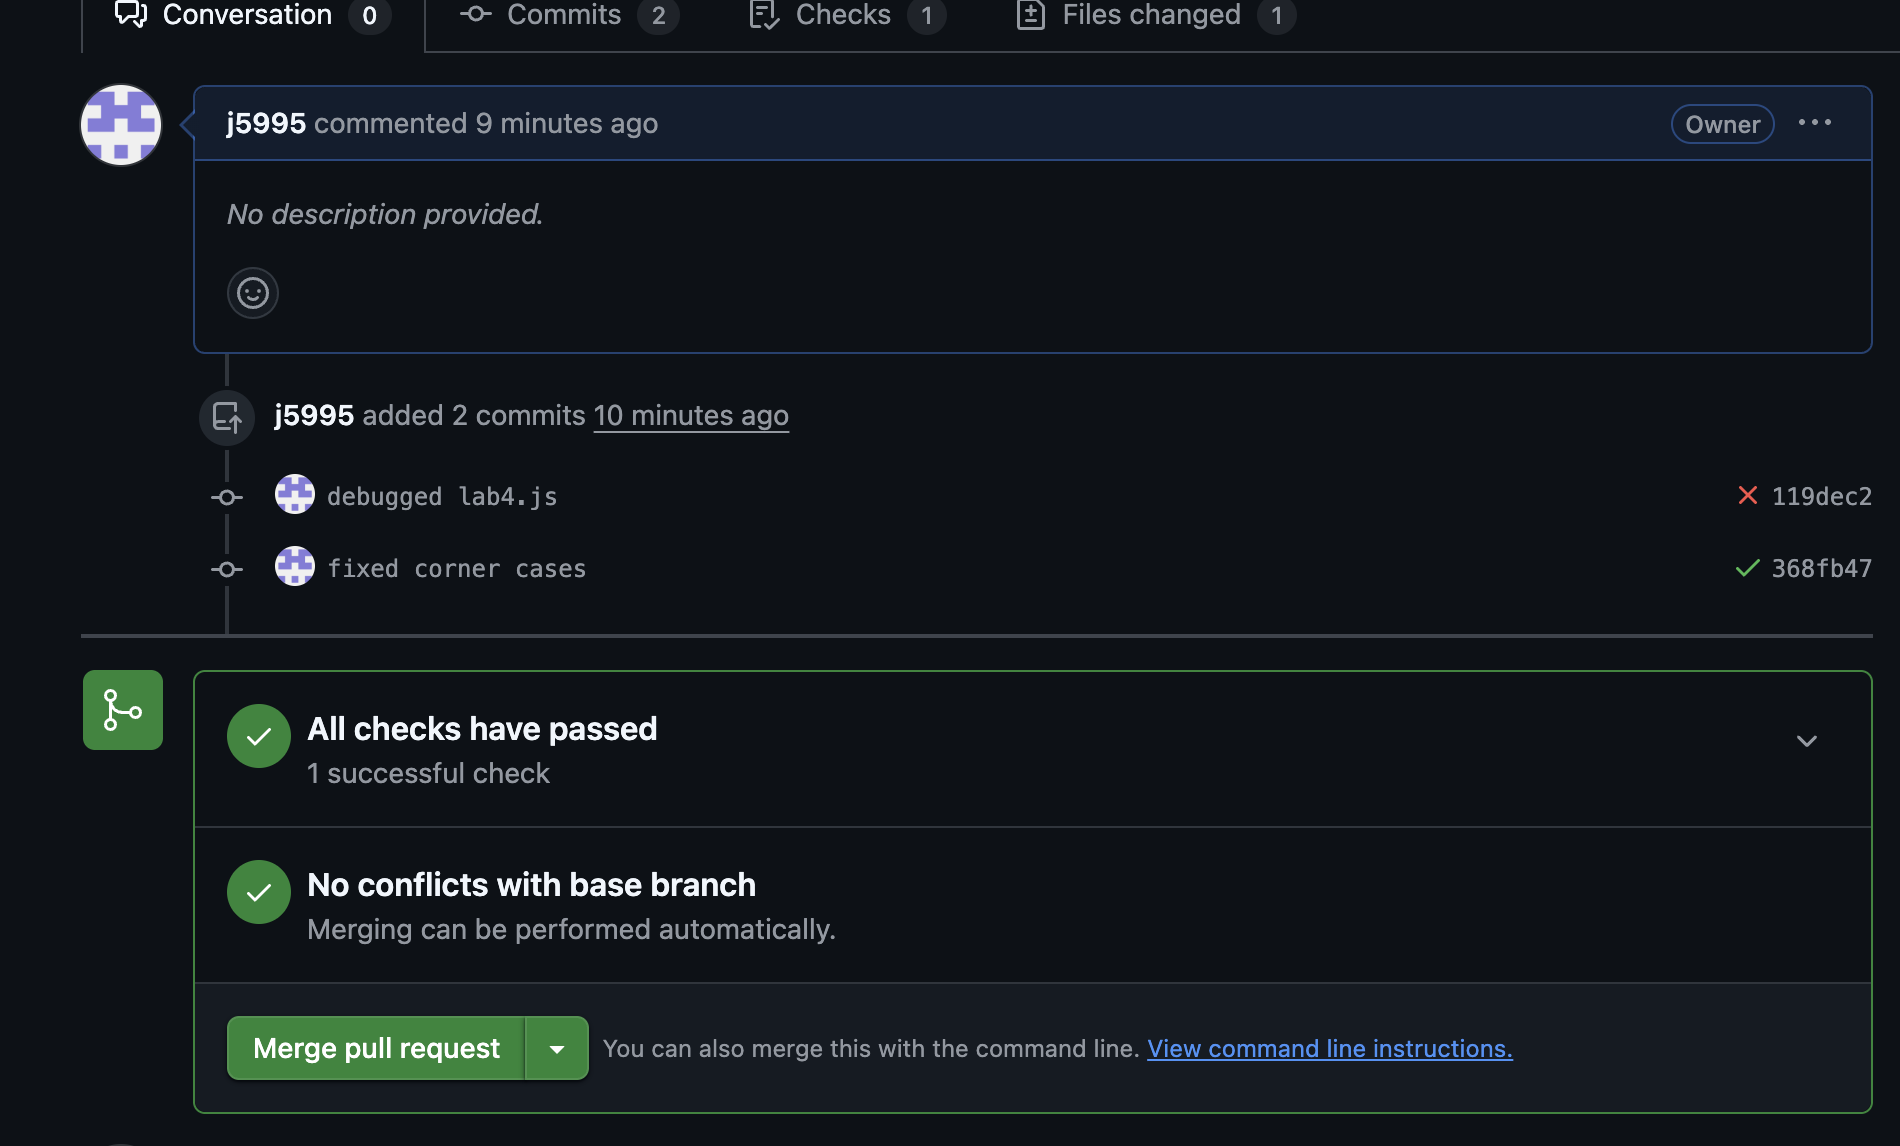 Conversation 0 Commits 2 Checks 1 Files changed 1
j5995 commented 9 minutes ago Owner
No description provided.
j5995 added 2 commits 10 minutes ago
debugged lab4.js 119dec2
fixed corner cases 368fb47
All checks have passed
1 successful check
No conflicts with base branch
Merging can be performed automatically.
Merge pull request You can also merge this with the command line. View command line instructions.